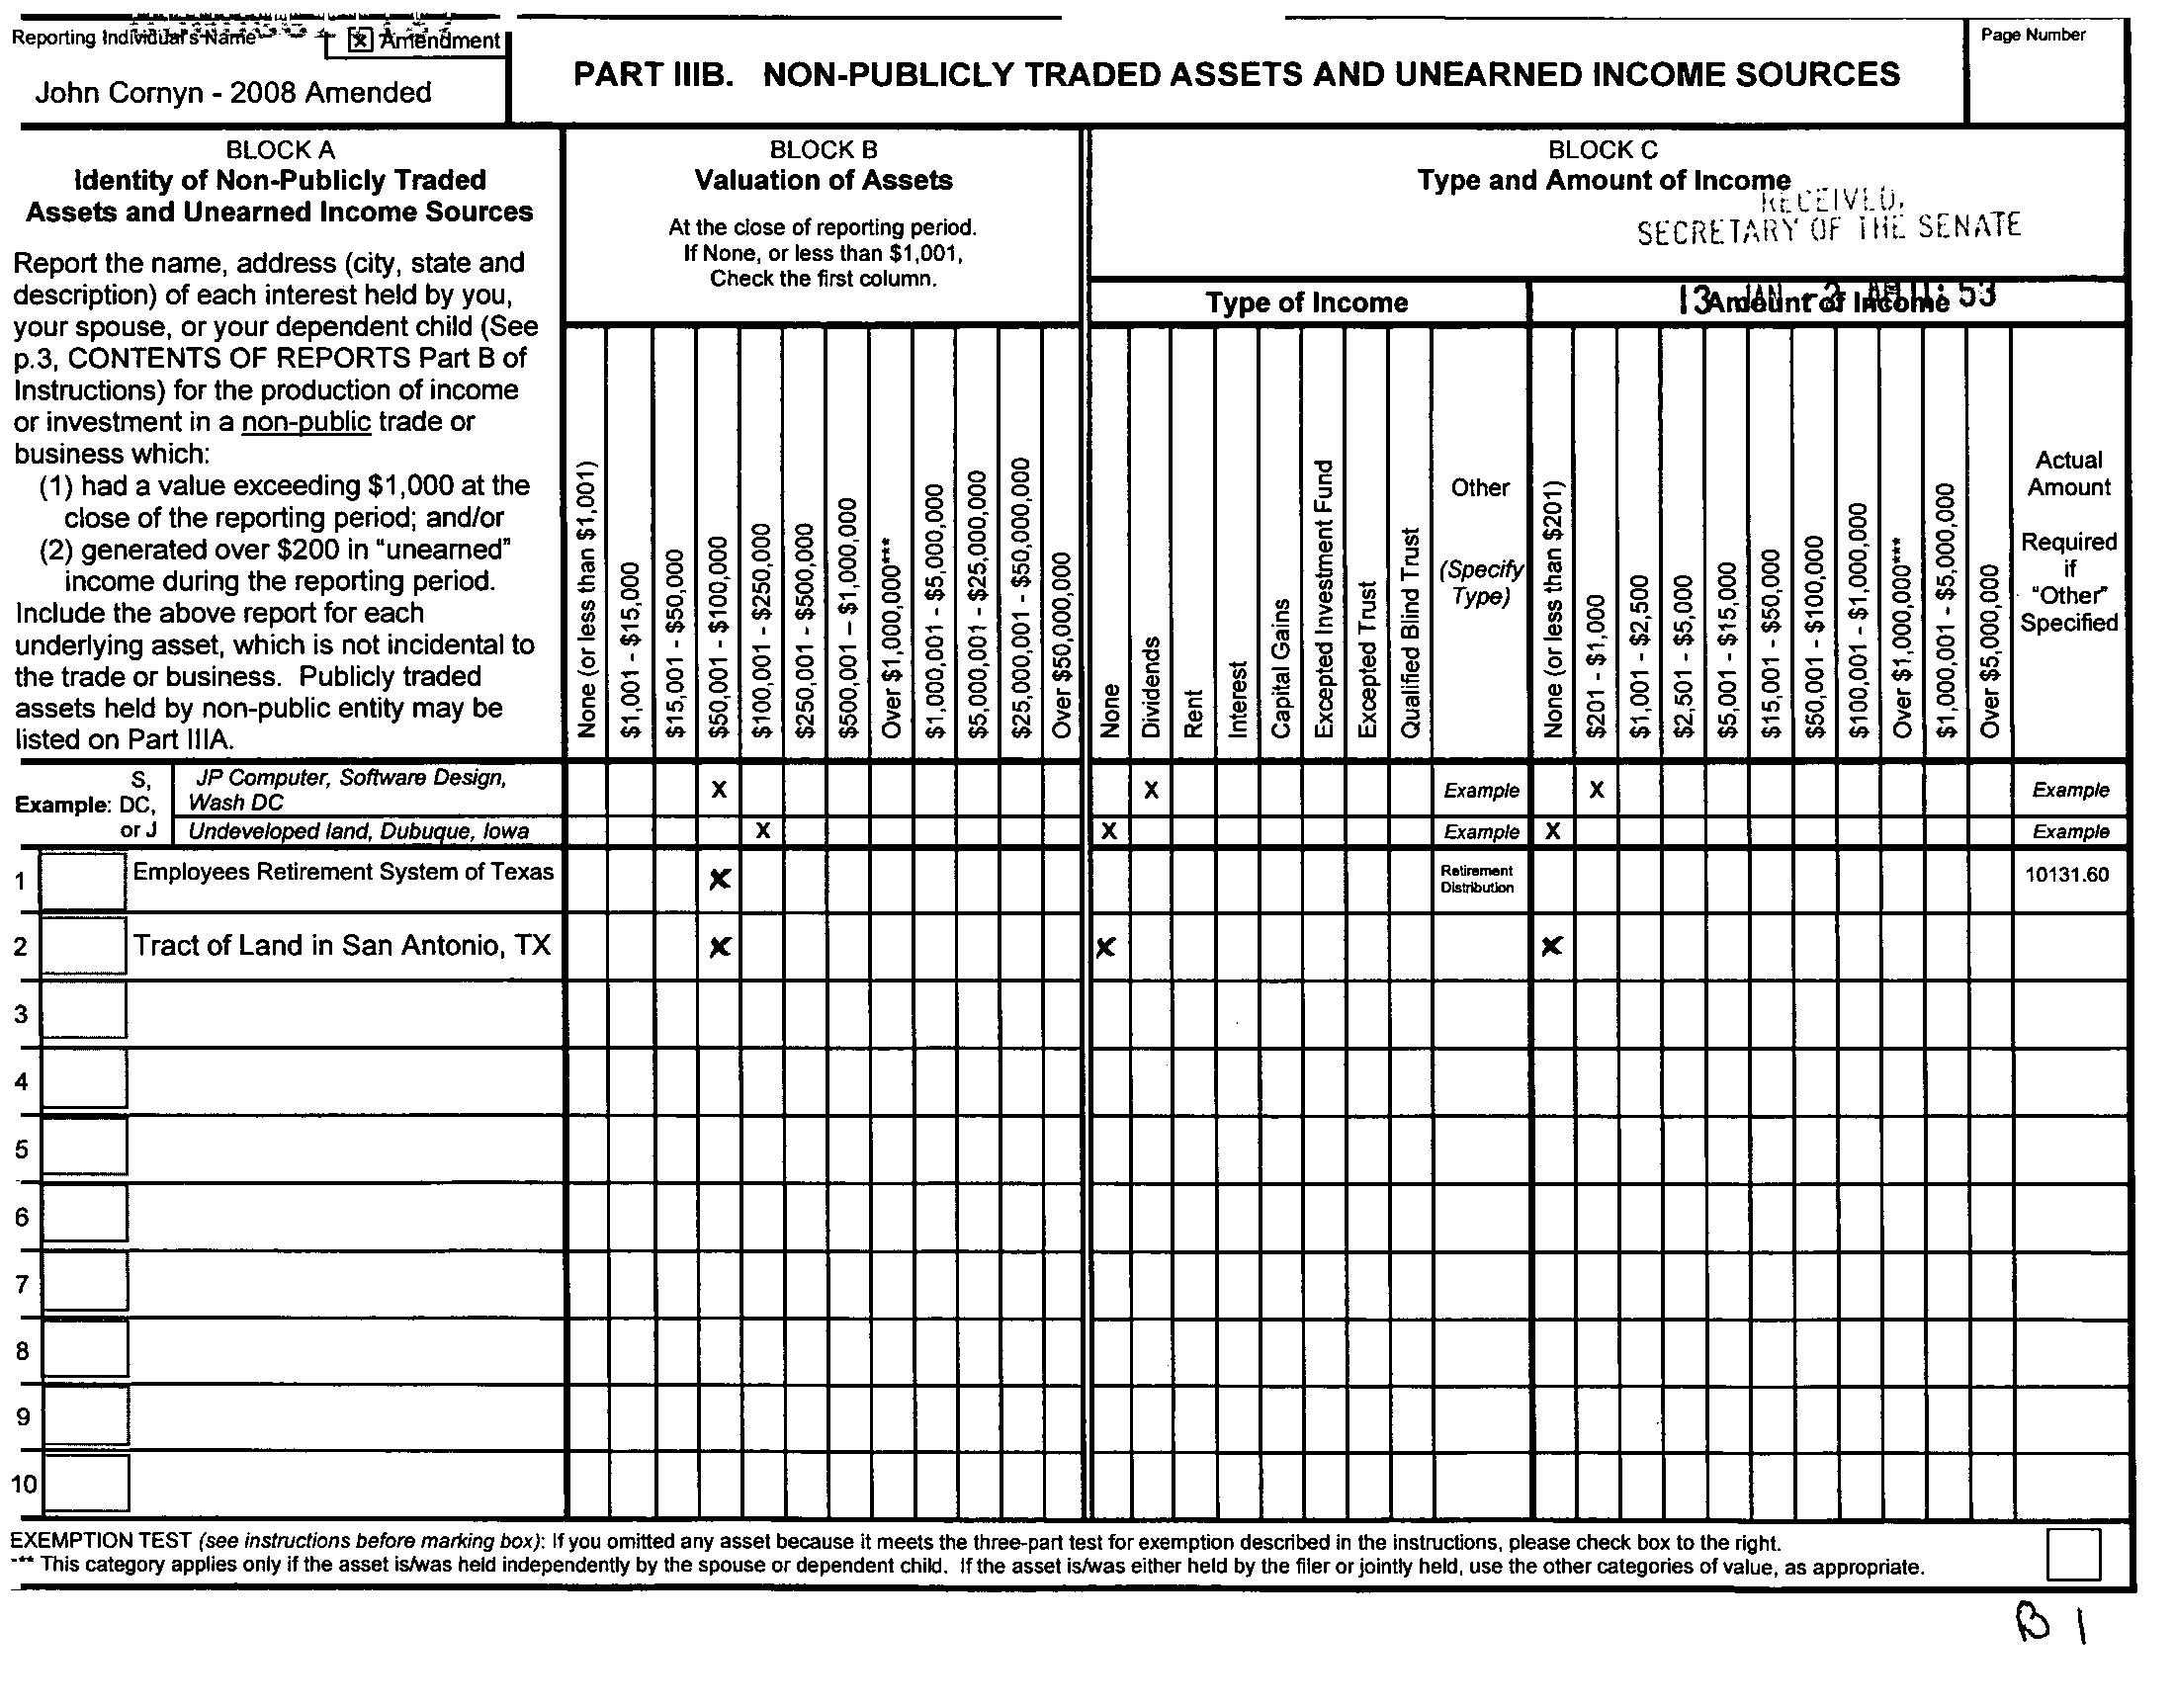 Reporting Individual's Name
[x] Amendment
John Cornyn - 2008 Amended
PART IIIB. NON-PUBLICLY TRADED ASSETS AND UNEARNED INCOME SOURCES
Page Number
BLOCK A
Identity of Non-Publicly Traded
Assets and Unearned Income Sources
Report the name, address (city, state and
description) of each interest held by you,
your spouse, or your dependent child (See
p.3, CONTENTS OF REPORTS Part B of
Instructions) for the production of income
or investment in a non-public trade or
business which:
(1) had a value exceeding $1,000 at the
close of the reporting period; and/or
(2) generated over $200 in "unearned"
income during the reporting period.
Include the above report for each
underlying asset, which is not incidental to
the trade or business. Publicly traded
assets held by non-public entity may be
listed on Part IIIA.
BLOCK B
Valuation of Assets
At the close of reporting period.
If None, or less than $1,001,
Check the first column.
None (or less than $1,001)
$1,001 - $15,000
$15,001 - $50,000
$50,001 - $100,000
$100,001 - $250,000
$250,001 - $500,000
$500,001 – $1,000,000
Over $1,000,000***
$1,000,001 - $5,000,000
$5,000,001 - $25,000,000
$25,000,001 - $50,000,000
Over $50,000,000
BLOCK C
Type and Amount of Income
RECEIVED
SECRETARY OF THE SENATE
Type of Income
Amount of Income
13 JAN 53
None
Dividends
Rent
Interest
Capital Gains
Excepted Investment Fund
Excepted Trust
Qualified Blind Trust
Other
(Specify
Type)
None (or less than $201)
$201 - $1,000
$1,001 - $2,500
$2,501 - $5,000
$5,001 - $15,000
$15,001 - $50,000
$50,001 - $100,000
$100,001 - $1,000,000
Over $1,000,000***
$1,000,001 - $5,000,000
Over $5,000,000
Actual
Amount
Required
if
"Other"
Specified
Example:
S,
DC,
or J
JP Computer, Software Design,
Wash DC
X X Example X Example
Undeveloped land, Dubuque, Iowa X X Example X Example
1 Employees Retirement System of Texas X Retirement
Distribution
10131.60
2 Tract of Land in San Antonio, TX X X X
3
4
5
6
7
8
9
10
EXEMPTION TEST (see instructions before marking box): If you omitted any asset because it meets the three-part test for exemption described in the instructions, please check box to the right.
*** This category applies only if the asset is/was held independently by the spouse or dependent child. If the asset is/was either held by the filer or jointly held, use the other categories of value, as appropriate.
B 1